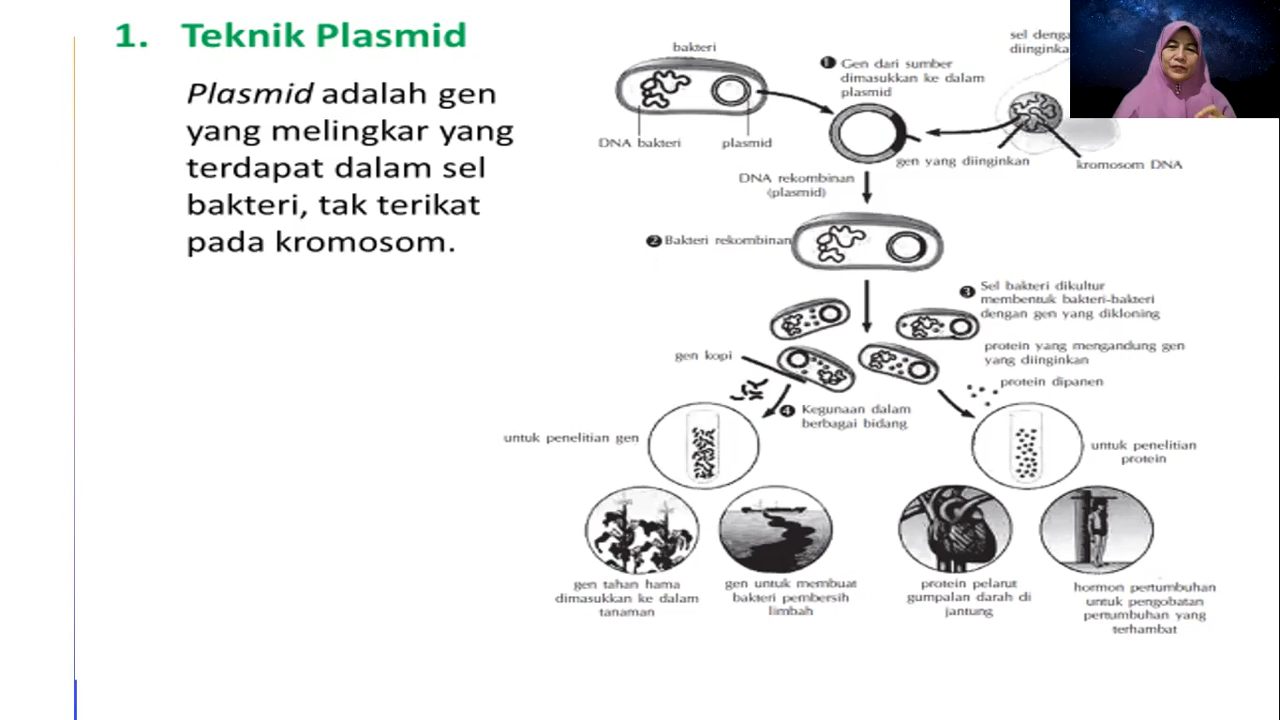 1. Teknik Plasmid
Plasmid adalah gen
yang melingkar yang
terdapat dalam sel
bakteri, tak terikat
pada kromosom.
bakteri
DNA bakteri
plasmid
1 Gen dari sumber
dimasukkan ke dalam
plasmid
sel
diinginka
gen yang diinginkan
kromosom DNA
DNA rekombinan
(plasmid)
2 Bakteri rekombinan
3 Sel bakteri dikultur
membentuk bakteri-bakteri
dengan gen yang dikloning
protein yang mengandung gen
yang diinginkan
gen kopi
protein dipanen
4 Kegunaan dalam
berbagai bidang
untuk penelitian gen
untuk penelitian
protein
gen tahan hama
dimasukkan ke dalam
tanaman
gen untuk membuat
bakteri pembersih
limbah
protein pelarut
gumpalan darah di
jantung
hormon pertumbuhan
untuk pengobatan
pertumbuhan yang
terhambat